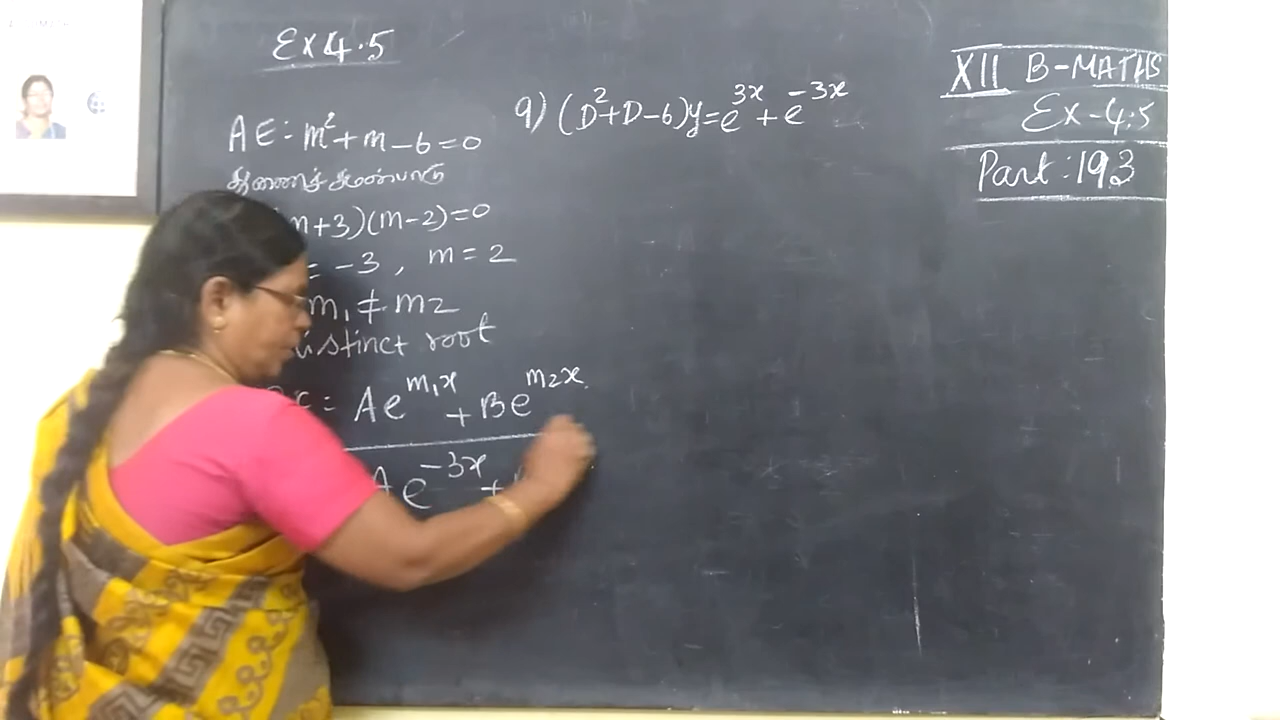 Ex 4.5
XII B-MATHS
Ex-4.5
Part: 193
9) (D²+D-6)y=e^{3x}+e^{-3x}
AE: m²+m-6=0
துணைச் சமன்பாடு
m+3)(m-2)=0
= -3, m=2
m₁≠m₂
istinct root
= Ae^{m₁x}+Be^{m₂x}
Ae^{-3x}+